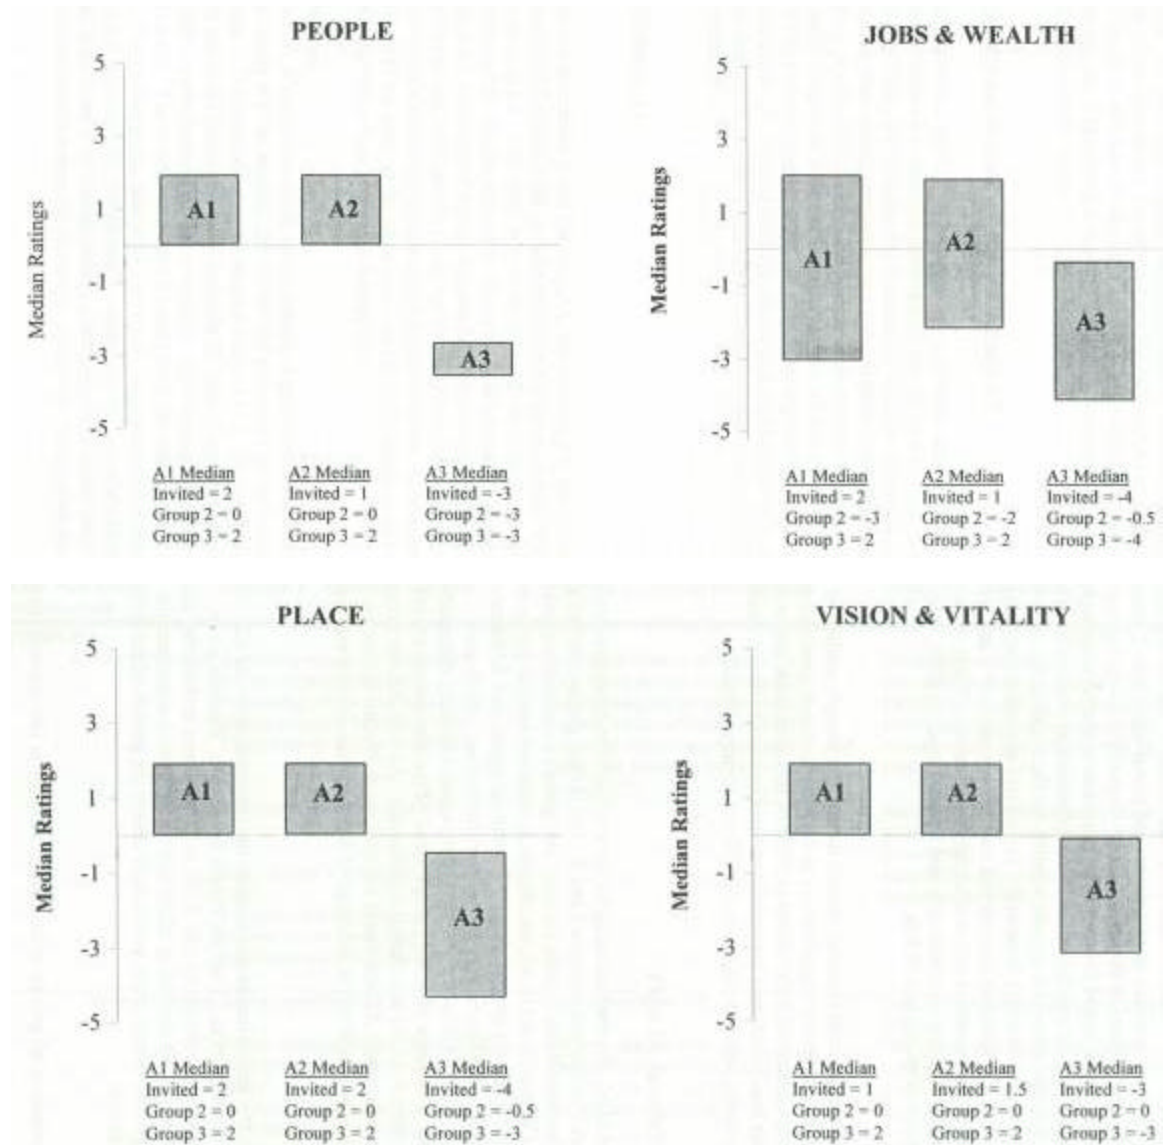 PEOPLE
5
3
1
-1
-3
-5
Median Ratings
A1
A2
A3
A1 Median
Invited = 2
Group 2 = 0
Group 3 = 2
A2 Median
Invited = 1
Group 2 = 0
Group 3 = 2
A3 Median
Invited = -3
Group 2 = -3
Group 3 = -3
JOBS & WEALTH
5
3
1
-1
-3
-5
Median Ratings
A1
A2
A3
A1 Median
Invited = 2
Group 2 = -3
Group 3 = 2
A2 Median
Invited = 1
Group 2 = -2
Group 3 = 2
A3 Median
Invited = -4
Group 2 = -0.5
Group 3 = -4
PLACE
5
3
1
-1
-3
-5
Median Ratings
A1
A2
A3
A1 Median
Invited = 2
Group 2 = 0
Group 3 = 2
A2 Median
Invited = 2
Group 2 = 0
Group 3 = 2
A3 Median
Invited = -4
Group 2 = -0.5
Group 3 = -3
VISION & VITALITY
5
3
1
-1
-3
-5
Median Ratings
A1
A2
A3
A1 Median
Invited = 1
Group 2 = 0
Group 3 = 2
A2 Median
Invited = 1.5
Group 2 = 0
Group 3 = 2
A3 Median
Invited = -3
Group 2 = 0
Group 3 = -3